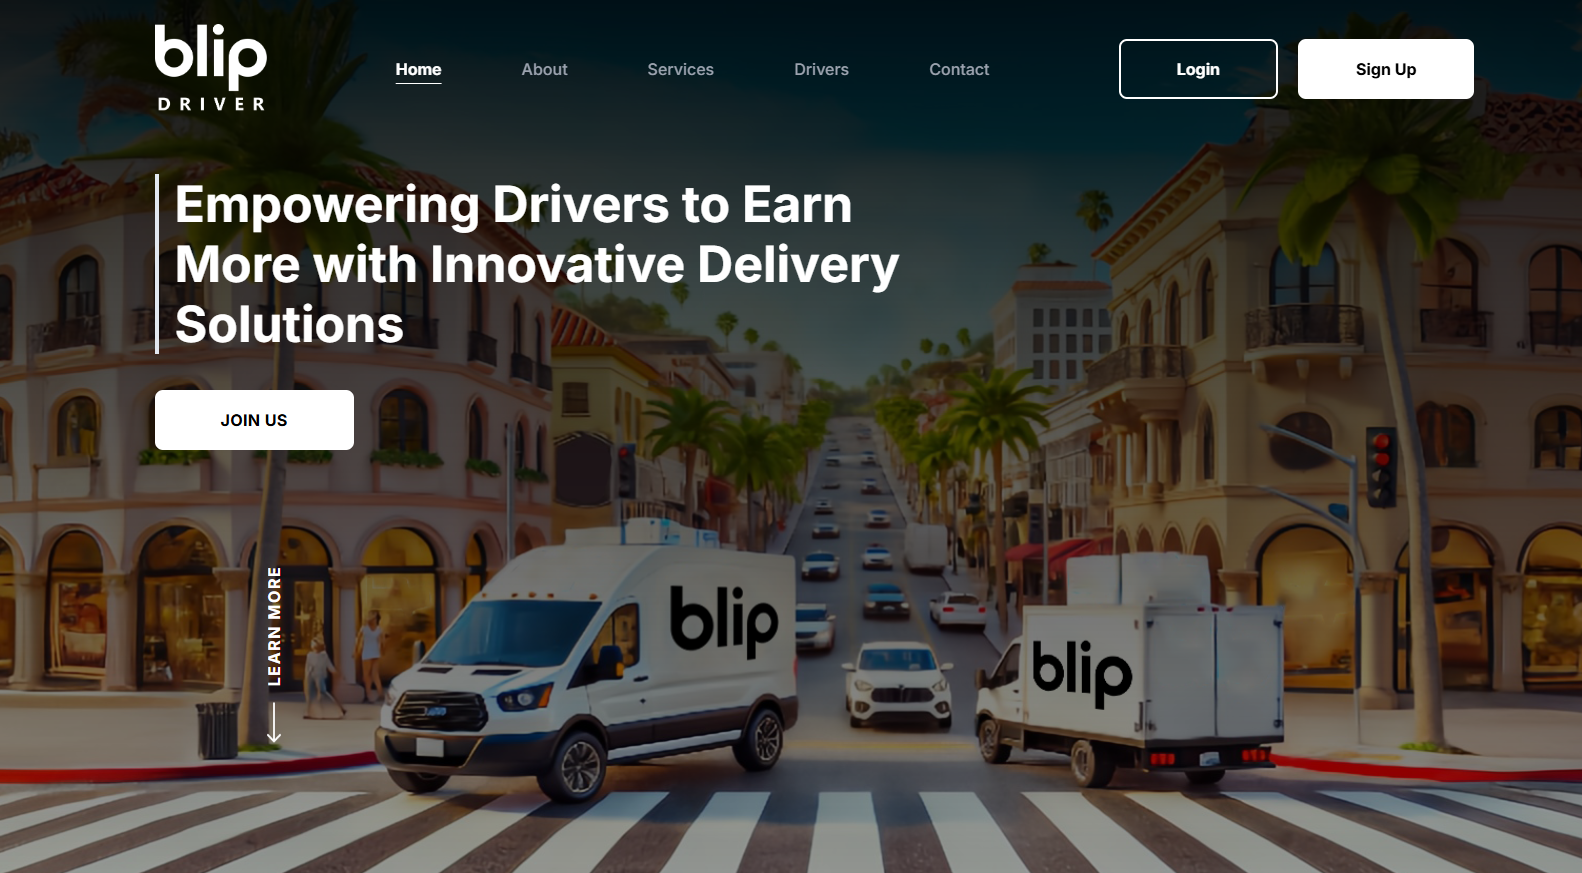 blip
DRIVER
Home
About
Services
Drivers
Contact
Login
Sign Up
Empowering Drivers to Earn
More with Innovative Delivery
Solutions
JOIN US
LEARN MORE
blip
blip